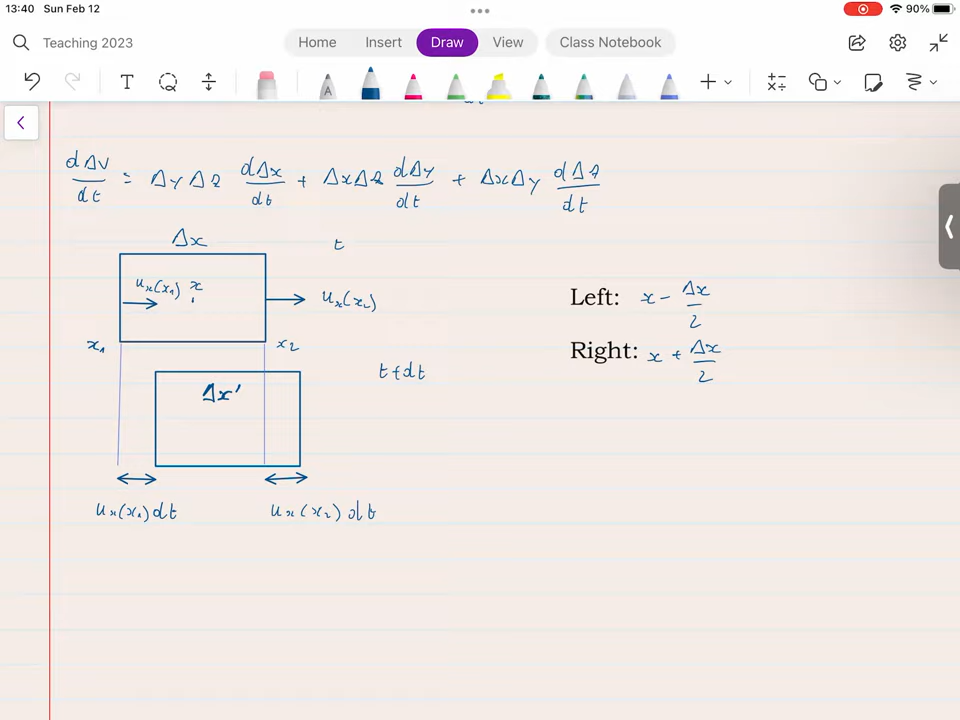 13:40 Sun Feb 12
90%
Teaching 2023
Home Insert Draw View Class Notebook
T
A
dΔV/dt = ΔyΔz dΔx/dt + ΔxΔz dΔy/dt + ΔxΔy dΔz/dt
Δx t
uₓ(x₁) x
uₓ(x₂)
x₁ x₂
Left: x - Δx/2
Right: x + Δx/2
t+dt
Δx'
uₓ(x₁)dt uₓ(x₂)dt